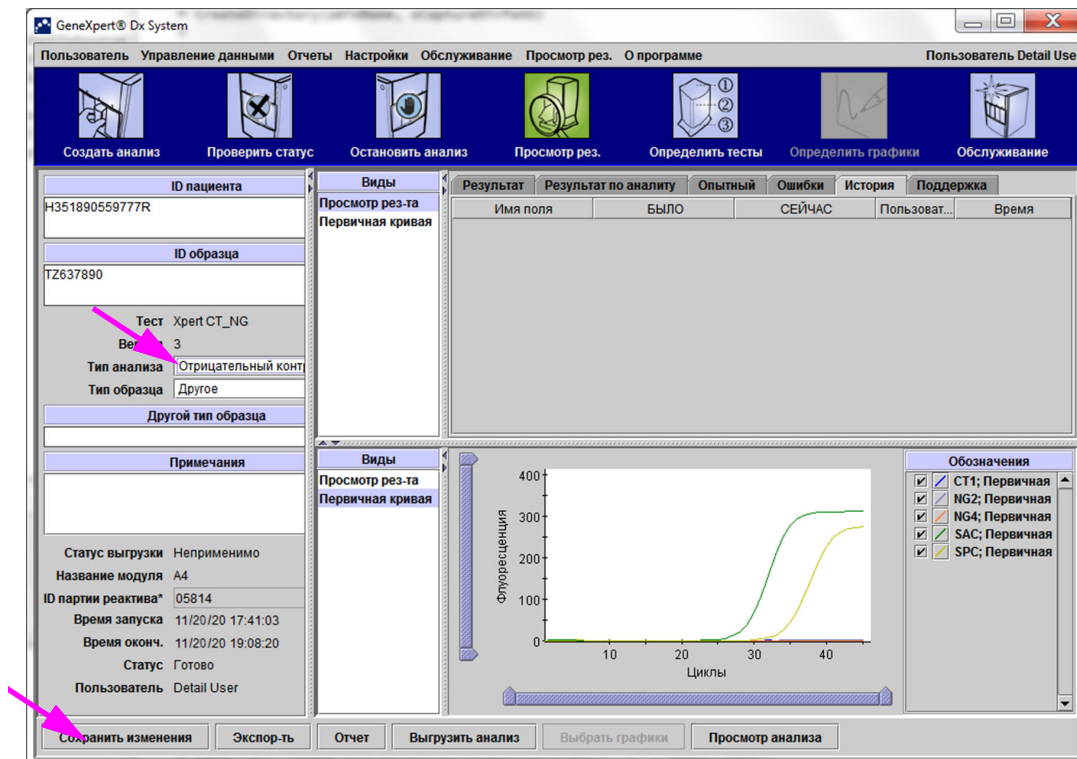 GeneXpert® Dx System
Пользователь Управление данными Отчеты Настройки Обслуживание Просмотр рез. О программе Пользователь Detail Use
Создать анализ Проверить статус Остановить анализ Просмотр рез. Определить тесты Определить графики Обслуживание
ID пациента
H351890559777R
ID образца
TZ637890
Тест Xpert CT_NG
3
Тип анализа Отрицательный конт
Тип образца Другое
Другой тип образца
Примечания
Статус выгрузки Неприменимо
Название модуля A4
ID партии реактива* 05814
Время запуска 11/20/20 17:41:03
Время оконч. 11/20/20 19:08:20
Статус Готово
Пользователь Detail User
Виды
Просмотр рез-та
Первичная кривая
Результат Результат по аналиту Опытный Ошибки История Поддержка
Имя поля БЫЛО СЕЙЧАС Пользоват... Время
Виды
Просмотр рез-та
Первичная кривая
Флуоресценция
400
300
200
100
0
10 20 30 40
Циклы
Обозначения
CT1; Первичная
NG2; Первичная
NG4; Первичная
SAC; Первичная
SPC; Первичная
Сохранить изменения Экспор-ть Отчет Выгрузить анализ Выбрать графики Просмотр анализа